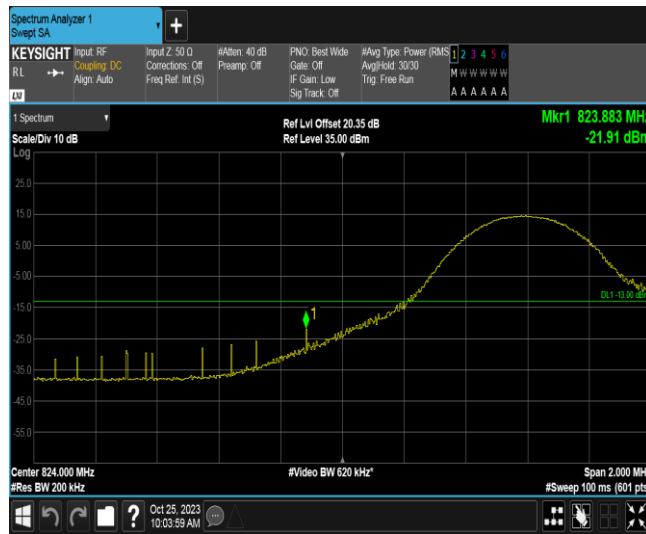 Spectrum Analyzer 1
Swept SA
+
KEYSIGHT
RL
LXI
Input: RF
Coupling: DC
Align: Auto
Input Z: 50 Ω
Corrections: Off
Freq Ref: Int (S)
#Atten: 40 dB
Preamp: Off
PNO: Best Wide
Gate: Off
IF Gain: Low
Sig Track: Off
#Avg Type: Power (RMS
Avg|Hold: 30/30
Trig: Free Run
1 2 3 4 5 6
M W W W W W
A A A A A A
1 Spectrum
Scale/Div 10 dB
Ref Lvl Offset 20.35 dB
Ref Level 35.00 dBm
Mkr1 823.883 MHz
-21.91 dBm
Log
25.0
15.0
5.00
-5.00
-15.0
-25.0
-35.0
-45.0
-55.0
1
DL1 -13.00 dBm
Center 824.000 MHz
#Res BW 200 kHz
#Video BW 620 kHz*
Span 2.000 MH
#Sweep 100 ms (601 pts
?
Oct 25, 2023
10:03:59 AM